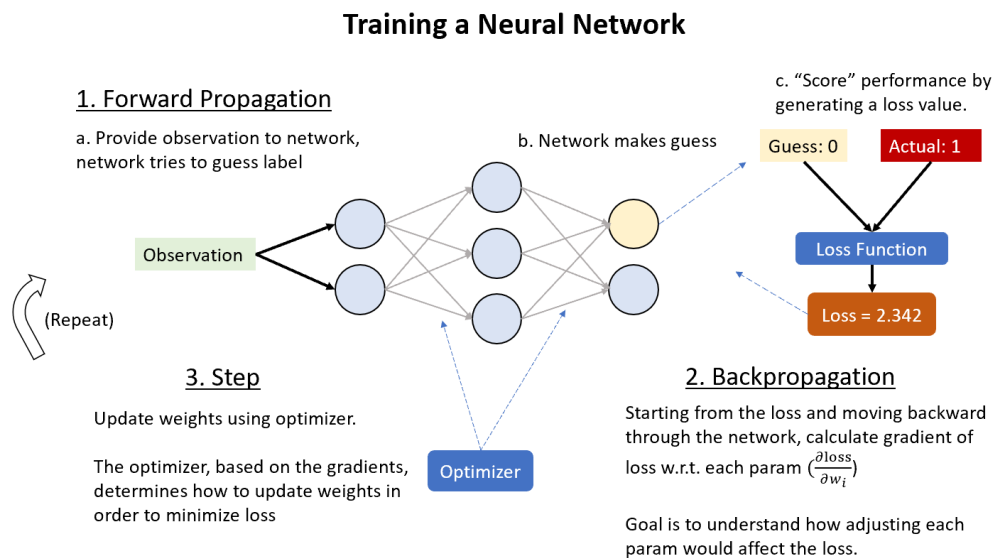 Training a Neural Network
1. Forward Propagation
a. Provide observation to network,
network tries to guess label
b. Network makes guess
c. “Score” performance by
generating a loss value.
Guess: 0
Actual: 1
Observation
Loss Function
Loss = 2.342
(Repeat)
3. Step
Update weights using optimizer.
The optimizer, based on the gradients,
determines how to update weights in
order to minimize loss
Optimizer
2. Backpropagation
Starting from the loss and moving backward
through the network, calculate gradient of
loss w.r.t. each param (∂loss/∂wᵢ)
Goal is to understand how adjusting each
param would affect the loss.